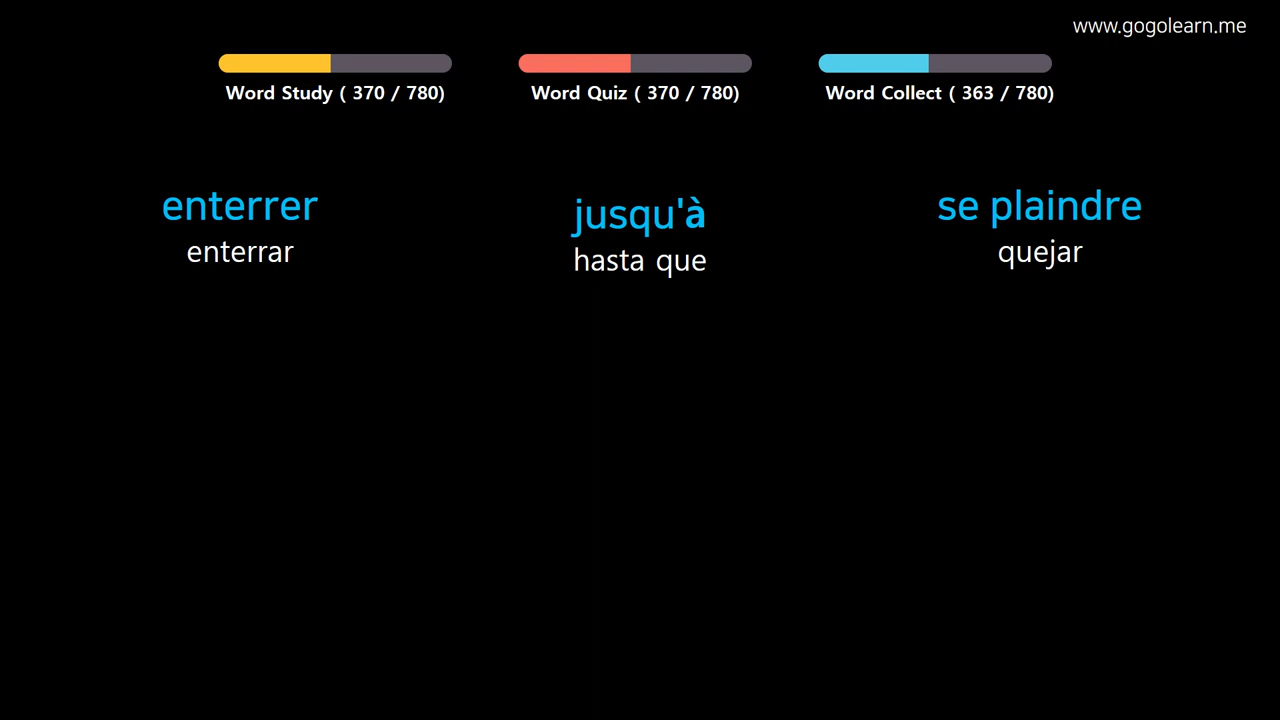 www.gogolearn.me
Word Study ( 370 / 780)
Word Quiz ( 370 / 780)
Word Collect ( 363 / 780)
enterrer
enterrar
jusqu'à
hasta que
se plaindre
quejar